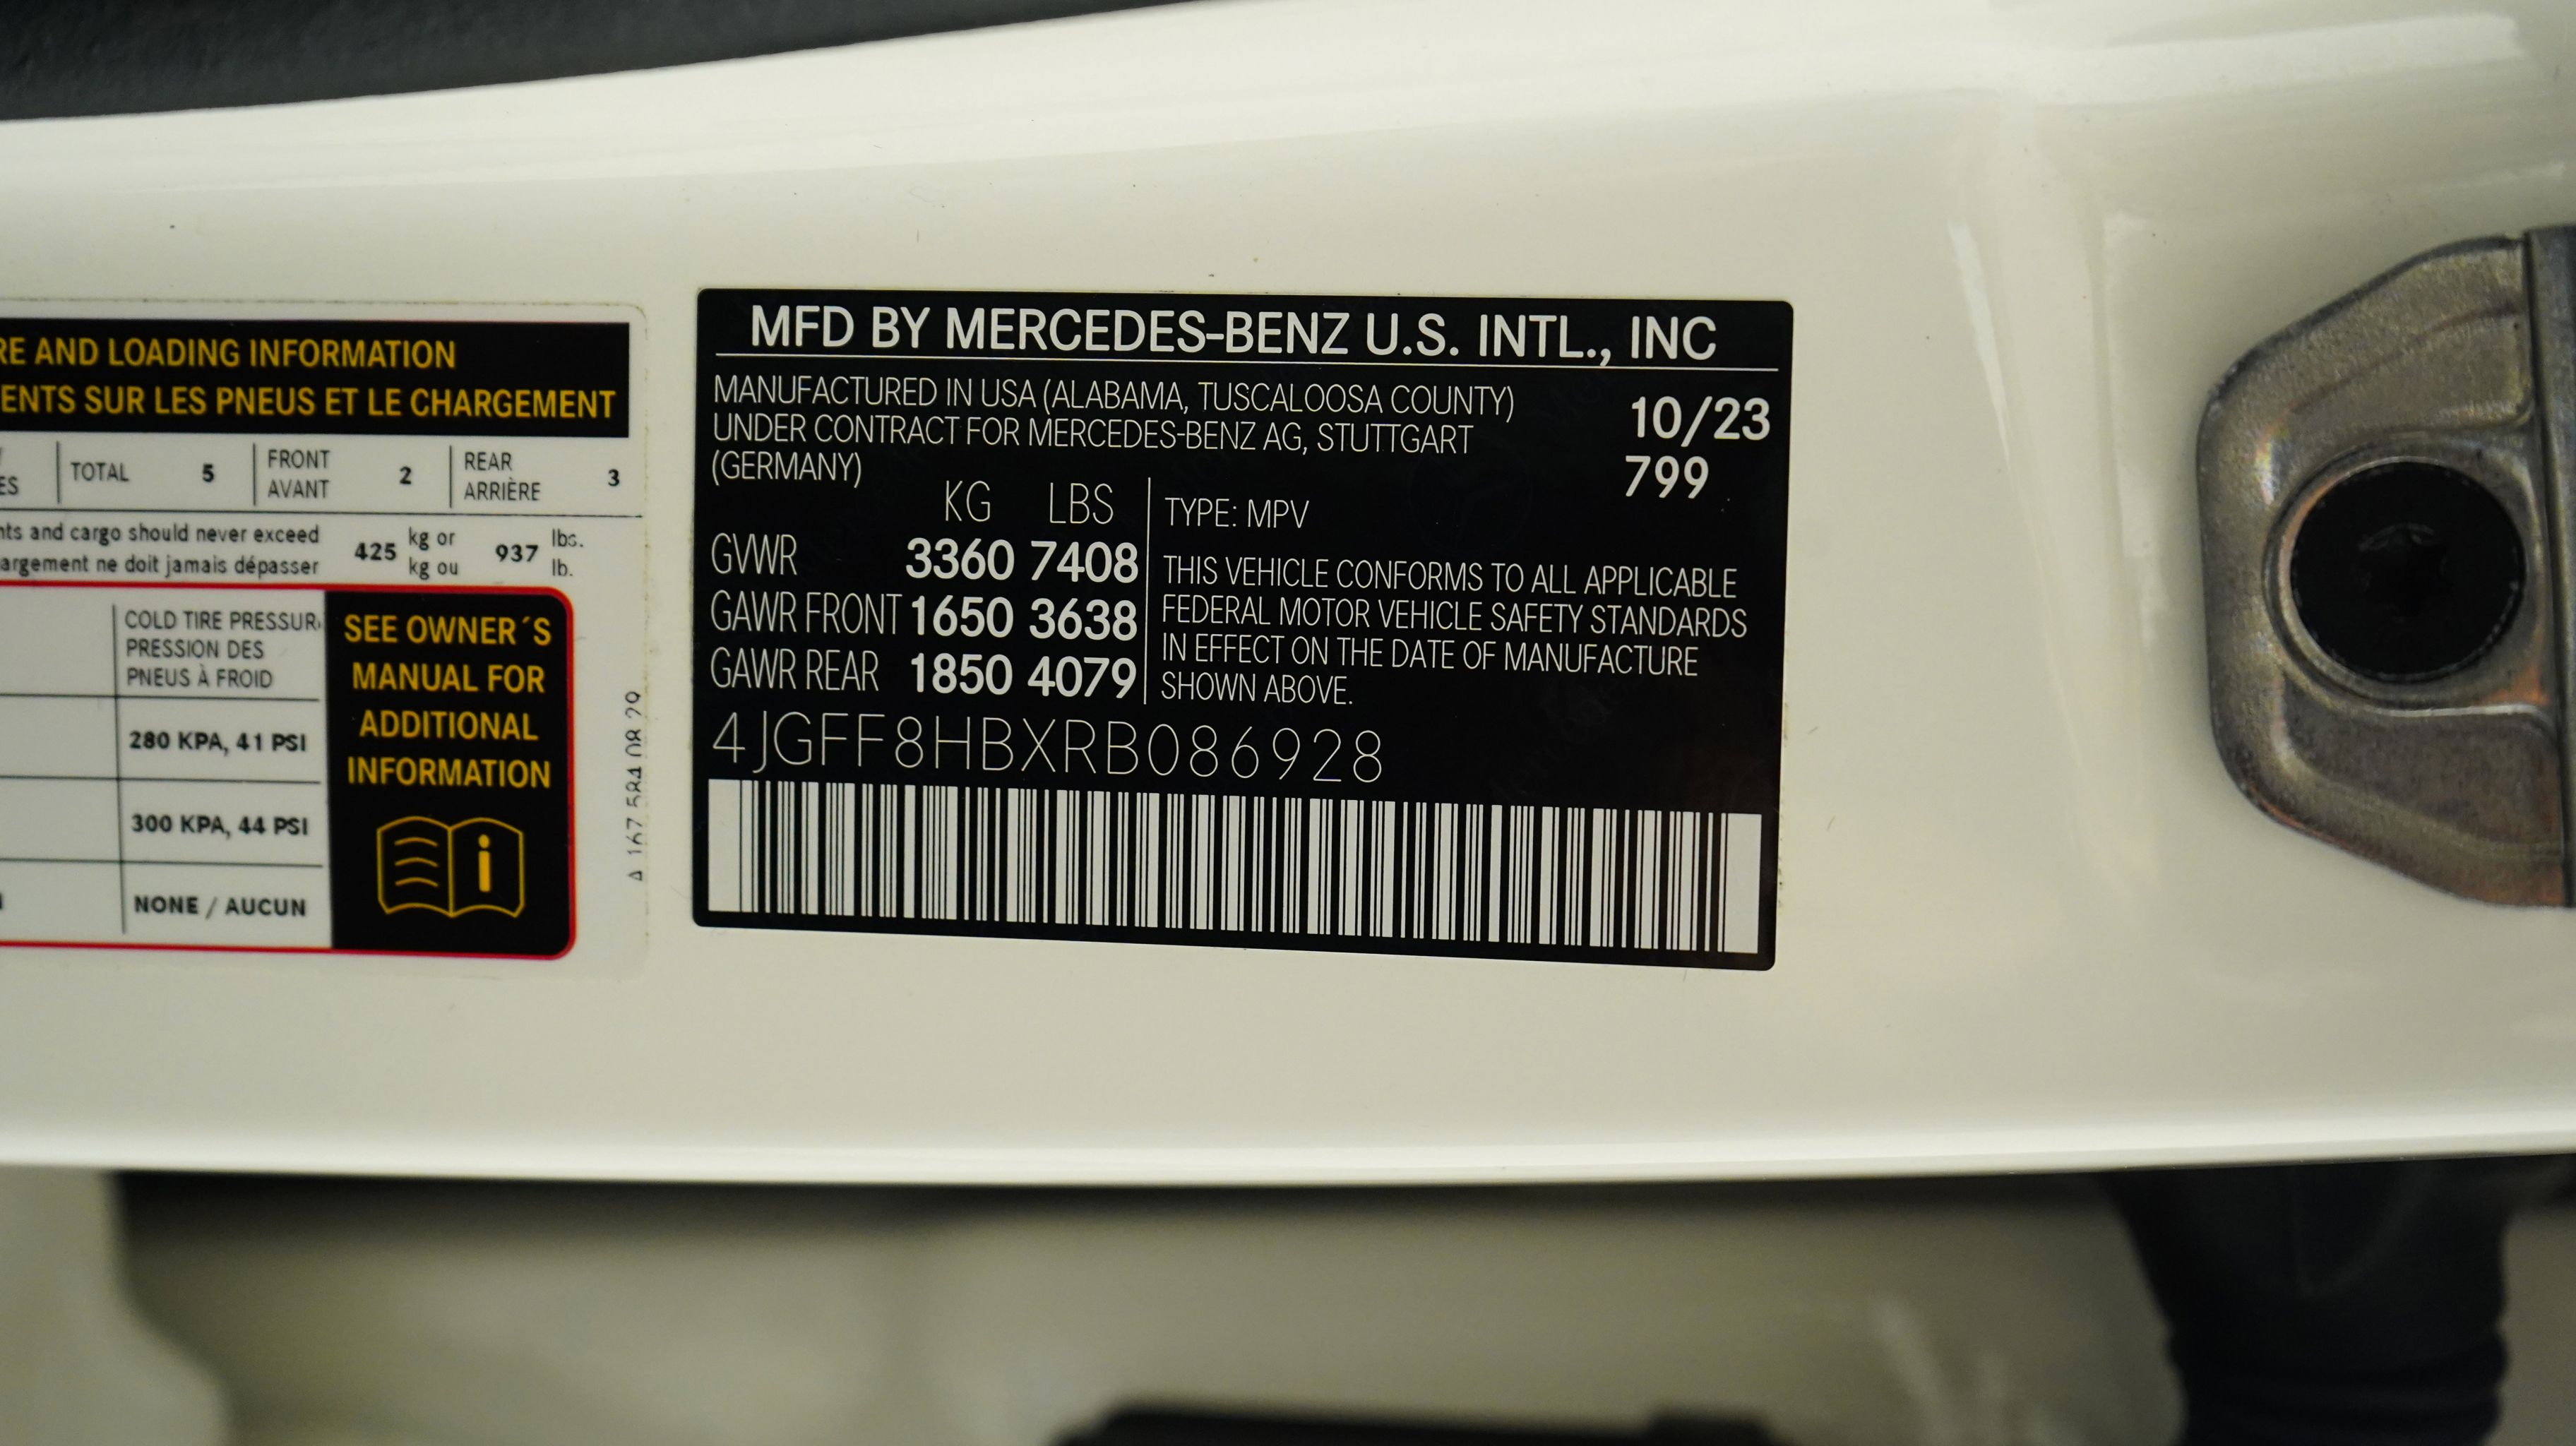 RE AND LOADING INFORMATION
ENTS SUR LES PNEUS ET LE CHARGEMENT
ES
TOTAL 5
FRONT
AVANT 2
REAR
ARRIÈRE 3
nts and cargo should never exceed 425 kg or 937 lbs.
argement ne doit jamais dépasser kg ou lb.
COLD TIRE PRESSUR
PRESSION DES
PNEUS À FROID
280 KPA, 41 PSI
300 KPA, 44 PSI
NONE / AUCUN
SEE OWNER´S
MANUAL FOR
ADDITIONAL
INFORMATION
i
A 167 584 08
MFD BY MERCEDES-BENZ U.S. INTL., INC
MANUFACTURED IN USA (ALABAMA, TUSCALOOSA COUNTY)
UNDER CONTRACT FOR MERCEDES-BENZ AG, STUTTGART
(GERMANY)
10/23
799
KG LBS
GVWR 3360 7408
GAWR FRONT 1650 3638
GAWR REAR 1850 4079
TYPE: MPV
THIS VEHICLE CONFORMS TO ALL APPLICABLE
FEDERAL MOTOR VEHICLE SAFETY STANDARDS
IN EFFECT ON THE DATE OF MANUFACTURE
SHOWN ABOVE.
4JGFF8HBXRB086928